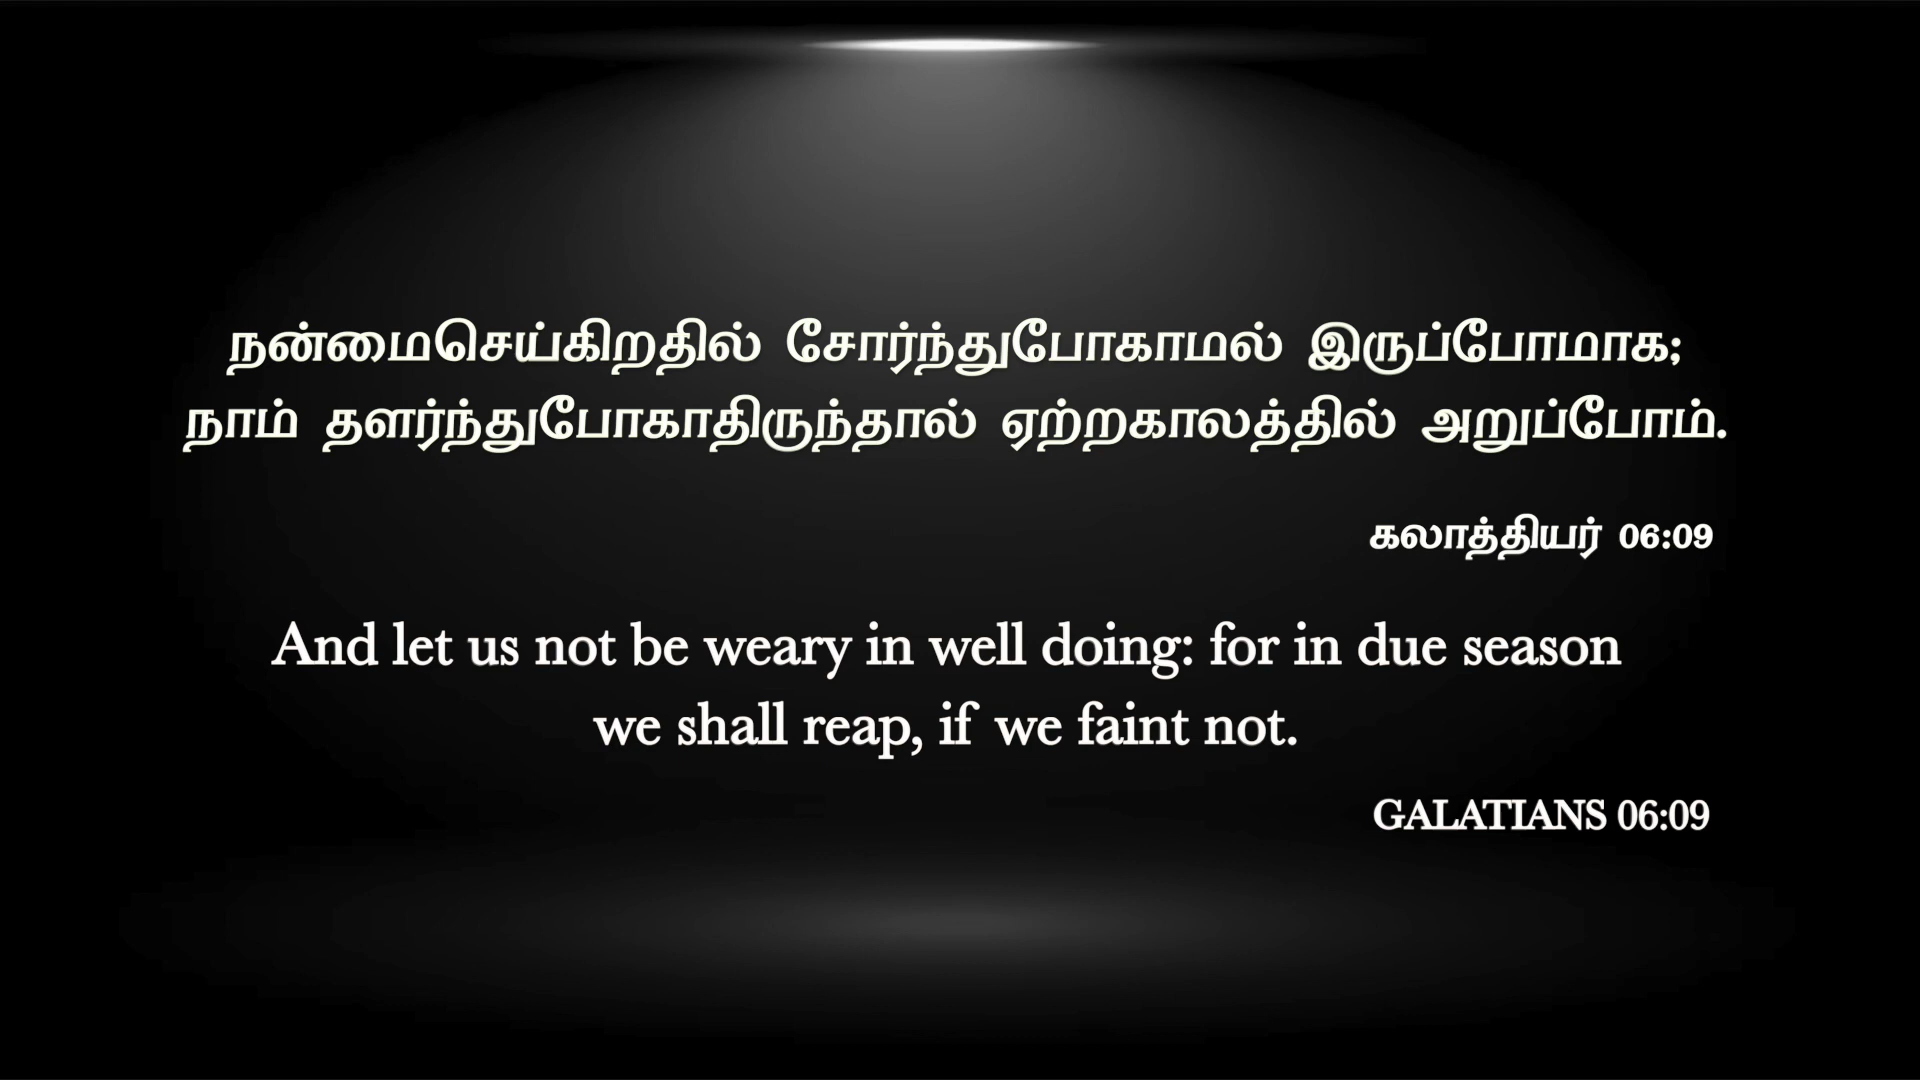 நன்மைசெய்கிறதில் சோர்ந்துபோகாமல் இருப்போமாக;
நாம் தளர்ந்துபோகாதிருந்தால் ஏற்றகாலத்தில் அறுப்போம்.
கலாத்தியர் 06:09
And let us not be weary in well doing: for in due season
we shall reap, if we faint not.
GALATIANS 06:09